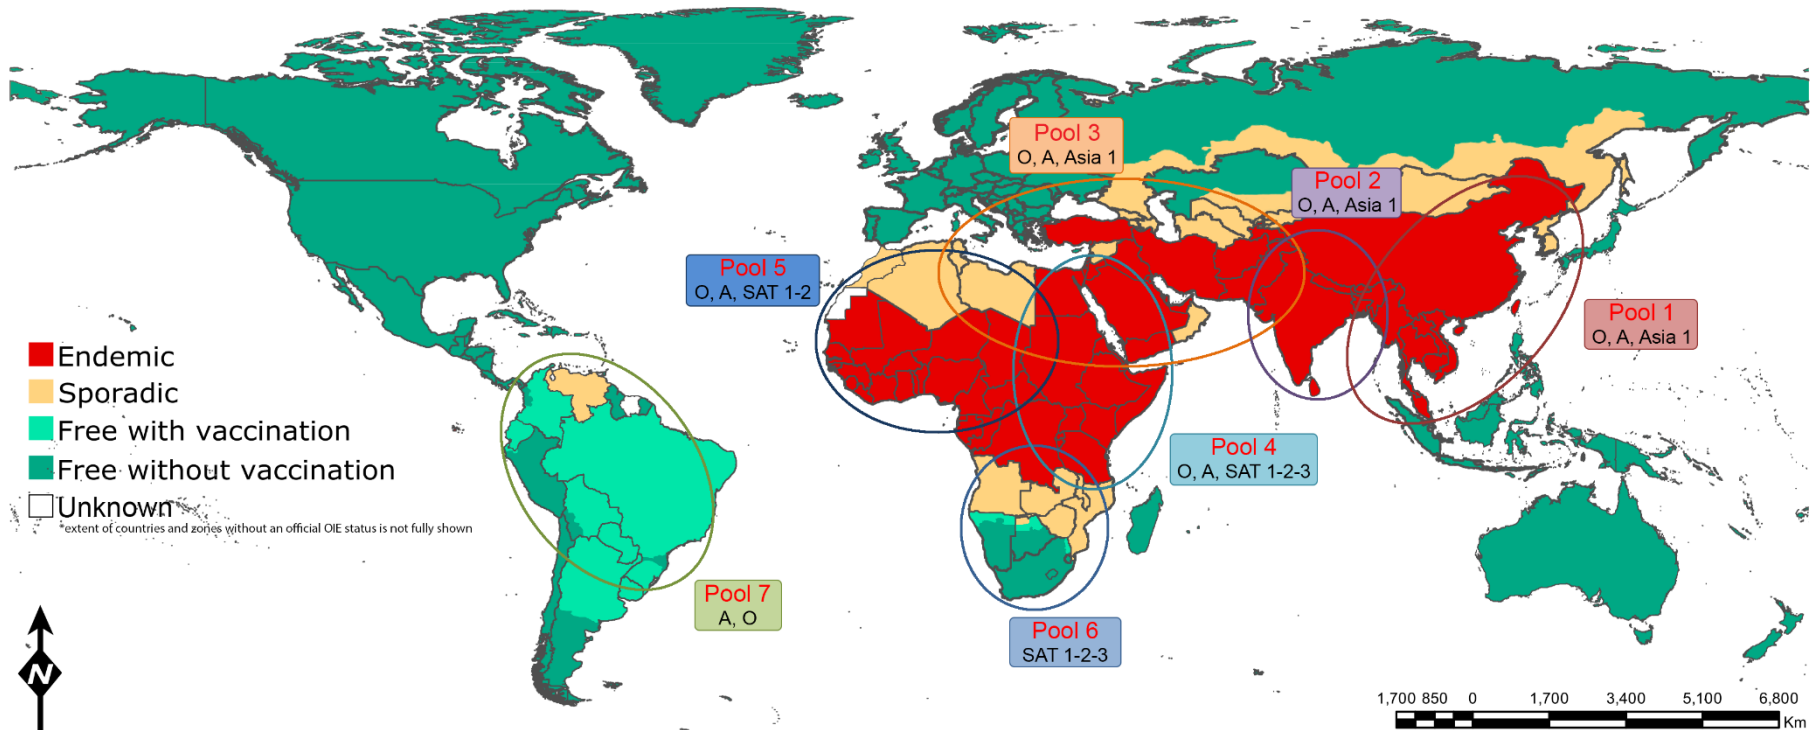 Pool 3
O, A, Asia 1
Pool 2
O, A, Asia 1
Pool 5
O, A, SAT 1-2
Pool 1
O, A, Asia 1
Endemic
Sporadic
Free with vaccination
Free without vaccination
Unknown
*extent of countries and zones without an official OIE status is not fully shown
Pool 4
O, A, SAT 1-2-3
Pool 7
A, O
Pool 6
SAT 1-2-3
N
1,700 850 0 1,700 3,400 5,100 6,800
Km